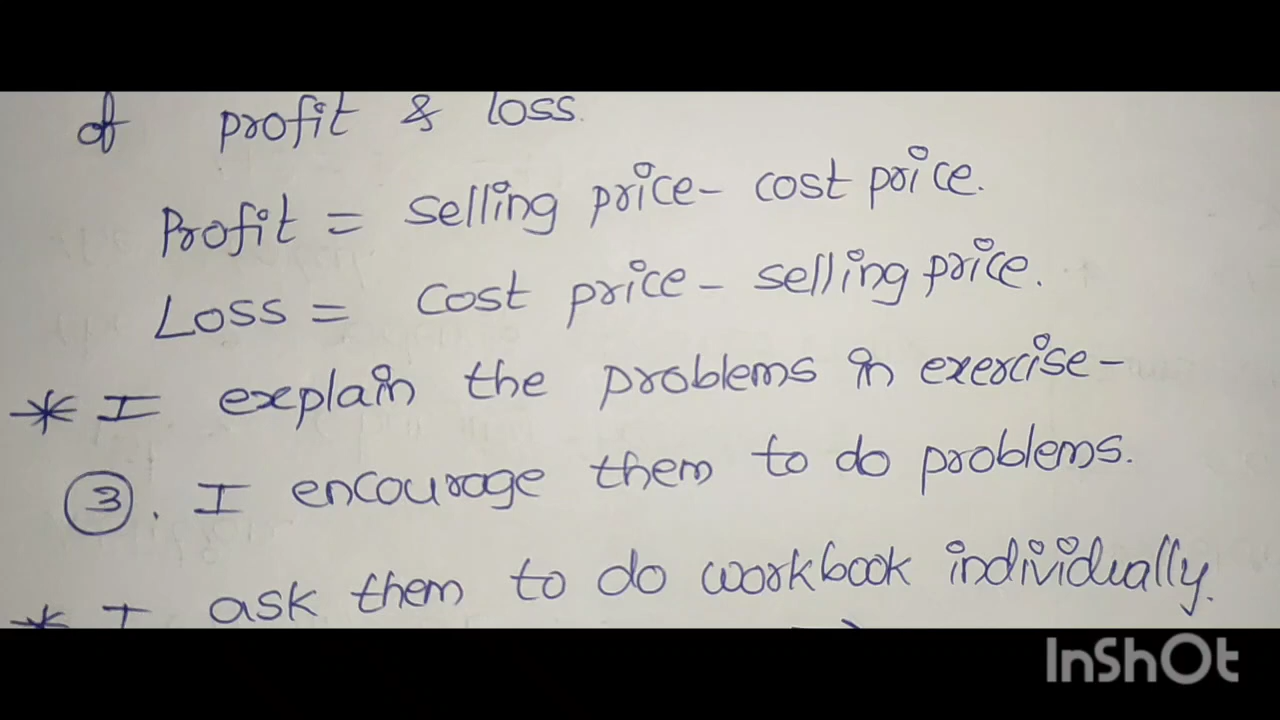 of profit & loss.
Profit = selling price - cost price.
Loss = cost price - selling price.
* I explain the problems in exercise -
③. I encourage them to do problems.
* I ask them to do workbook individually.
InShOt